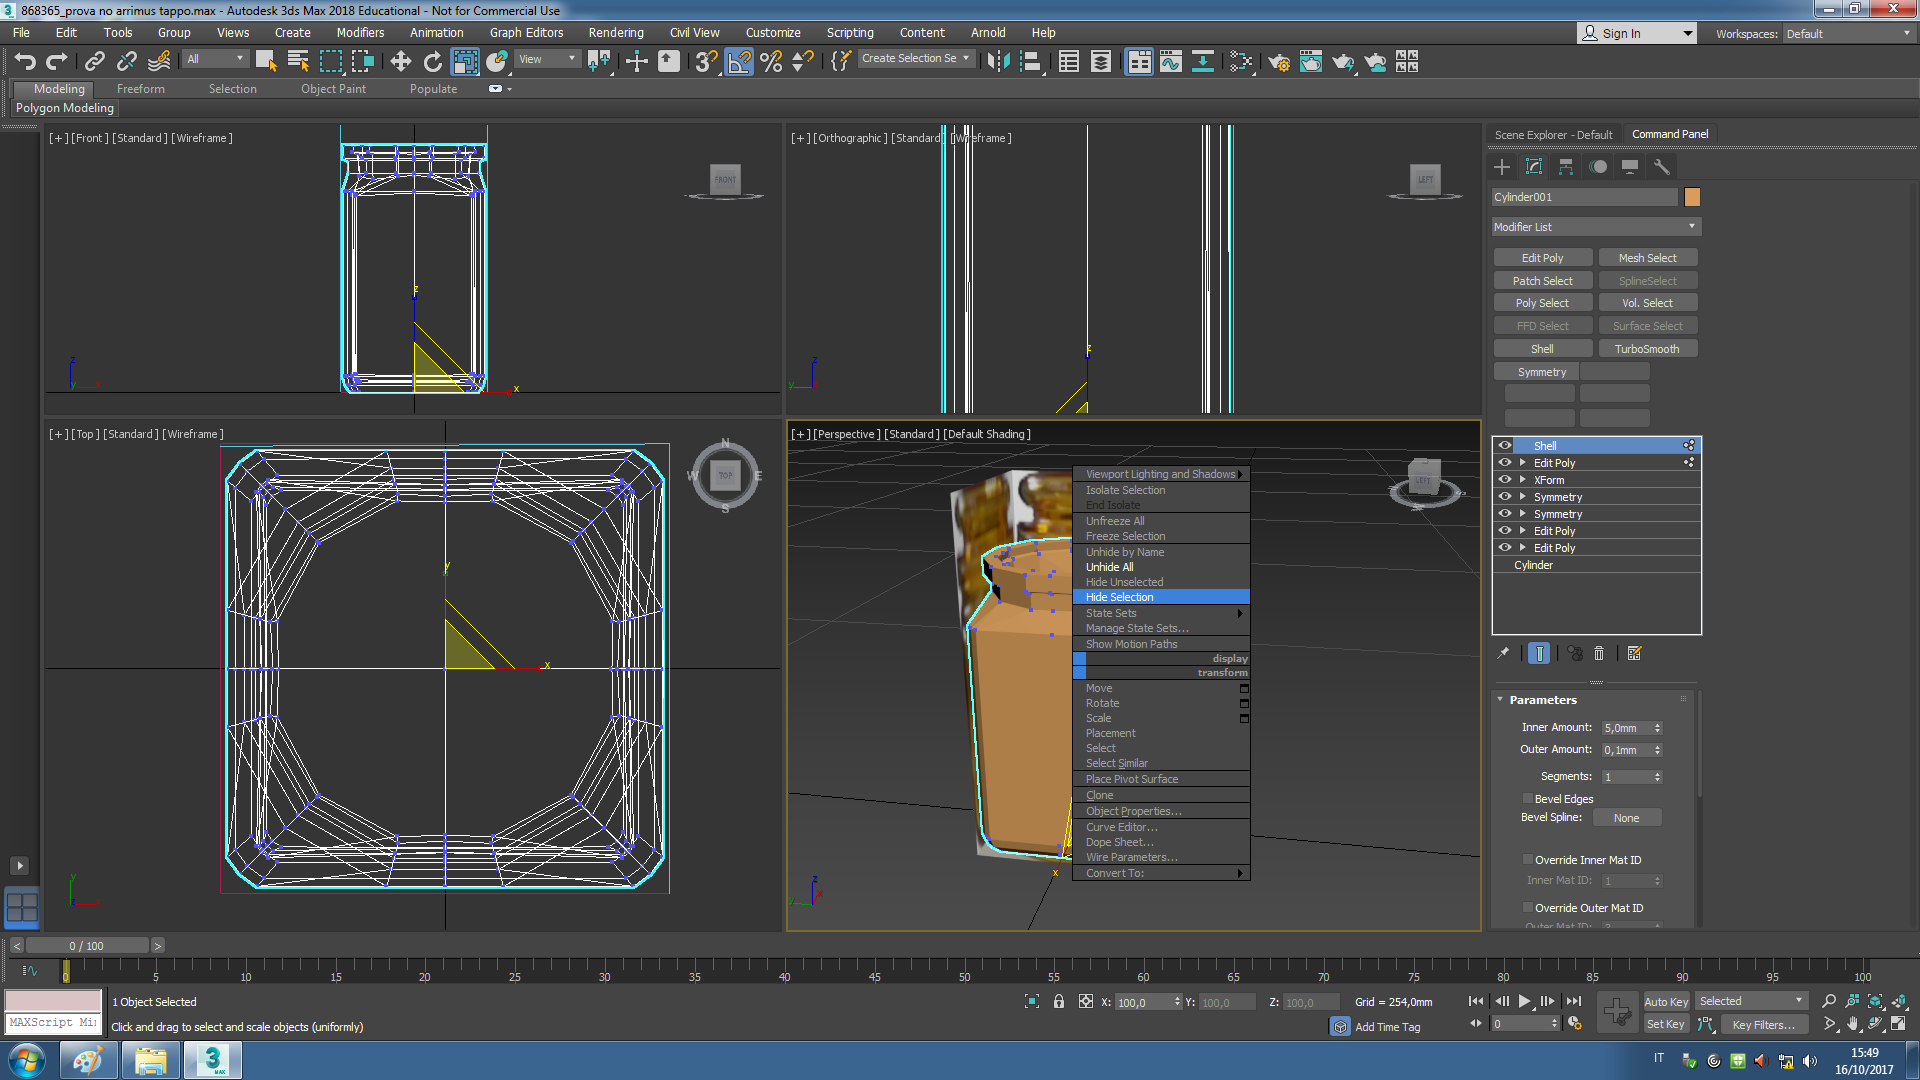 868365_prova no arrimus tappo.max - Autodesk 3ds Max 2018 Educational - Not for Commercial Use
File Edit Tools Group Views Create Modifiers Animation Graph Editors Rendering Civil View Customize Scripting Content Arnold Help
Sign In Workspaces: Default
All View Create Selection Se
Modeling Freeform Selection Object Paint Populate
Polygon Modeling
[+] [Front] [Standard] [Wireframe]
FRONT
z
x
z
y
[+] [Orthographic] [Standard] [Wireframe]
LEFT
z
z
y
[+] [Top] [Standard] [Wireframe]
N
W TOP E
S
y
x
y
z
[+] [Perspective] [Standard] [Default Shading]
LEFT
x
z
x
y
Viewport Lighting and Shadows
Isolate Selection
End Isolate
Unfreeze All
Freeze Selection
Unhide by Name
Unhide All
Hide Unselected
Hide Selection
State Sets
Manage State Sets...
Show Motion Paths
display
transform
Move
Rotate
Scale
Placement
Select
Select Similar
Place Pivot Surface
Clone
Object Properties...
Curve Editor...
Dope Sheet...
Wire Parameters...
Convert To:
Scene Explorer - Default Command Panel
Cylinder001
Modifier List
Edit Poly Mesh Select
Patch Select SplineSelect
Poly Select Vol. Select
FFD Select Surface Select
Shell TurboSmooth
Symmetry
Shell
Edit Poly
XForm
Symmetry
Symmetry
Edit Poly
Edit Poly
Cylinder
Parameters
Inner Amount: 5,0mm
Outer Amount: 0,1mm
Segments: 1
Bevel Edges
Bevel Spline: None
Override Inner Mat ID
Inner Mat ID: 1
Override Outer Mat ID
Outer Mat ID: 3
< 0 / 100 >
0 5 10 15 20 25 30 35 40 45 50 55 60 65 70 75 80 85 90 95 100
1 Object Selected X: 100,0 Y: 100,0 Z: 100,0 Grid = 254,0mm Auto Key Selected
MAXScript Mi Click and drag to select and scale objects (uniformly) Add Time Tag 0 Set Key Key Filters...
3
MAX
IT
15:49
16/10/2017